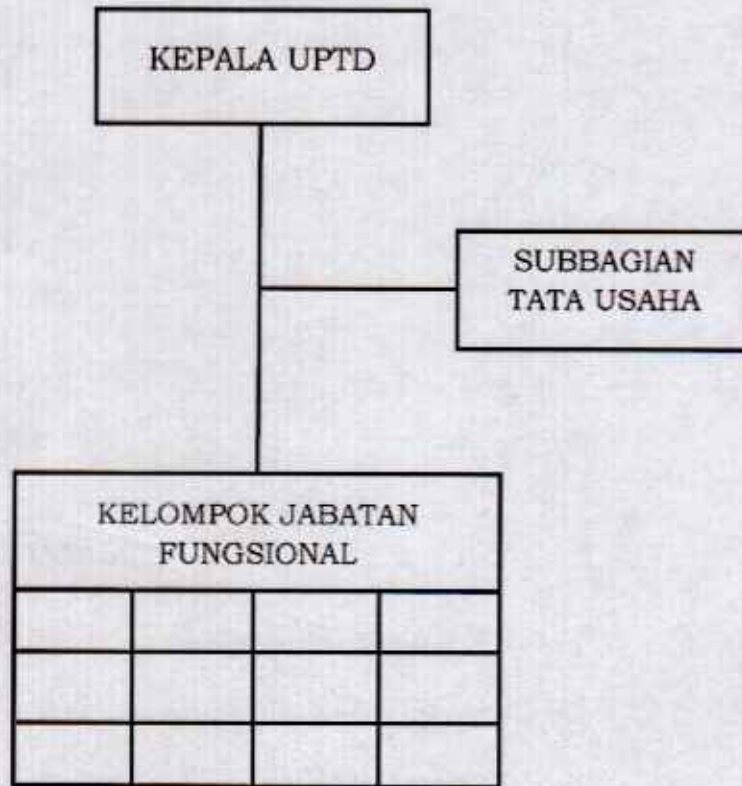 KEPALA UPTD
SUBBAGIAN
TATA USAHA
KELOMPOK JABATAN
FUNGSIONAL